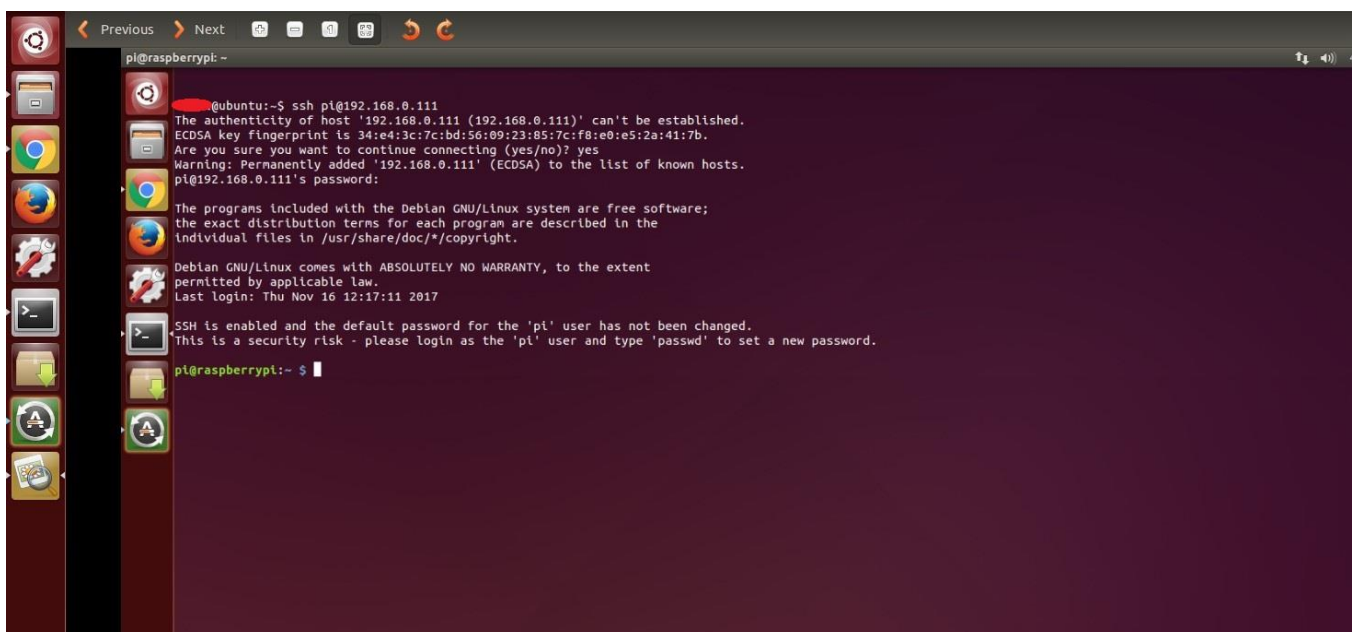 Previous Next
pi@raspberrypi: ~
@ubuntu:~$ ssh pi@192.168.0.111
The authenticity of host '192.168.0.111 (192.168.0.111)' can't be established.
ECDSA key fingerprint is 34:e4:3c:7c:bd:56:09:23:85:7c:f8:e0:e5:2a:41:7b.
Are you sure you want to continue connecting (yes/no)? yes
Warning: Permanently added '192.168.0.111' (ECDSA) to the list of known hosts.
pi@192.168.0.111's password:
The programs included with the Debian GNU/Linux system are free software;
the exact distribution terms for each program are described in the
individual files in /usr/share/doc/*/copyright.
Debian GNU/Linux comes with ABSOLUTELY NO WARRANTY, to the extent
permitted by applicable law.
Last login: Thu Nov 16 12:17:11 2017
SSH is enabled and the default password for the 'pi' user has not been changed.
This is a security risk - please login as the 'pi' user and type 'passwd' to set a new password.
pi@raspberrypi:~ $